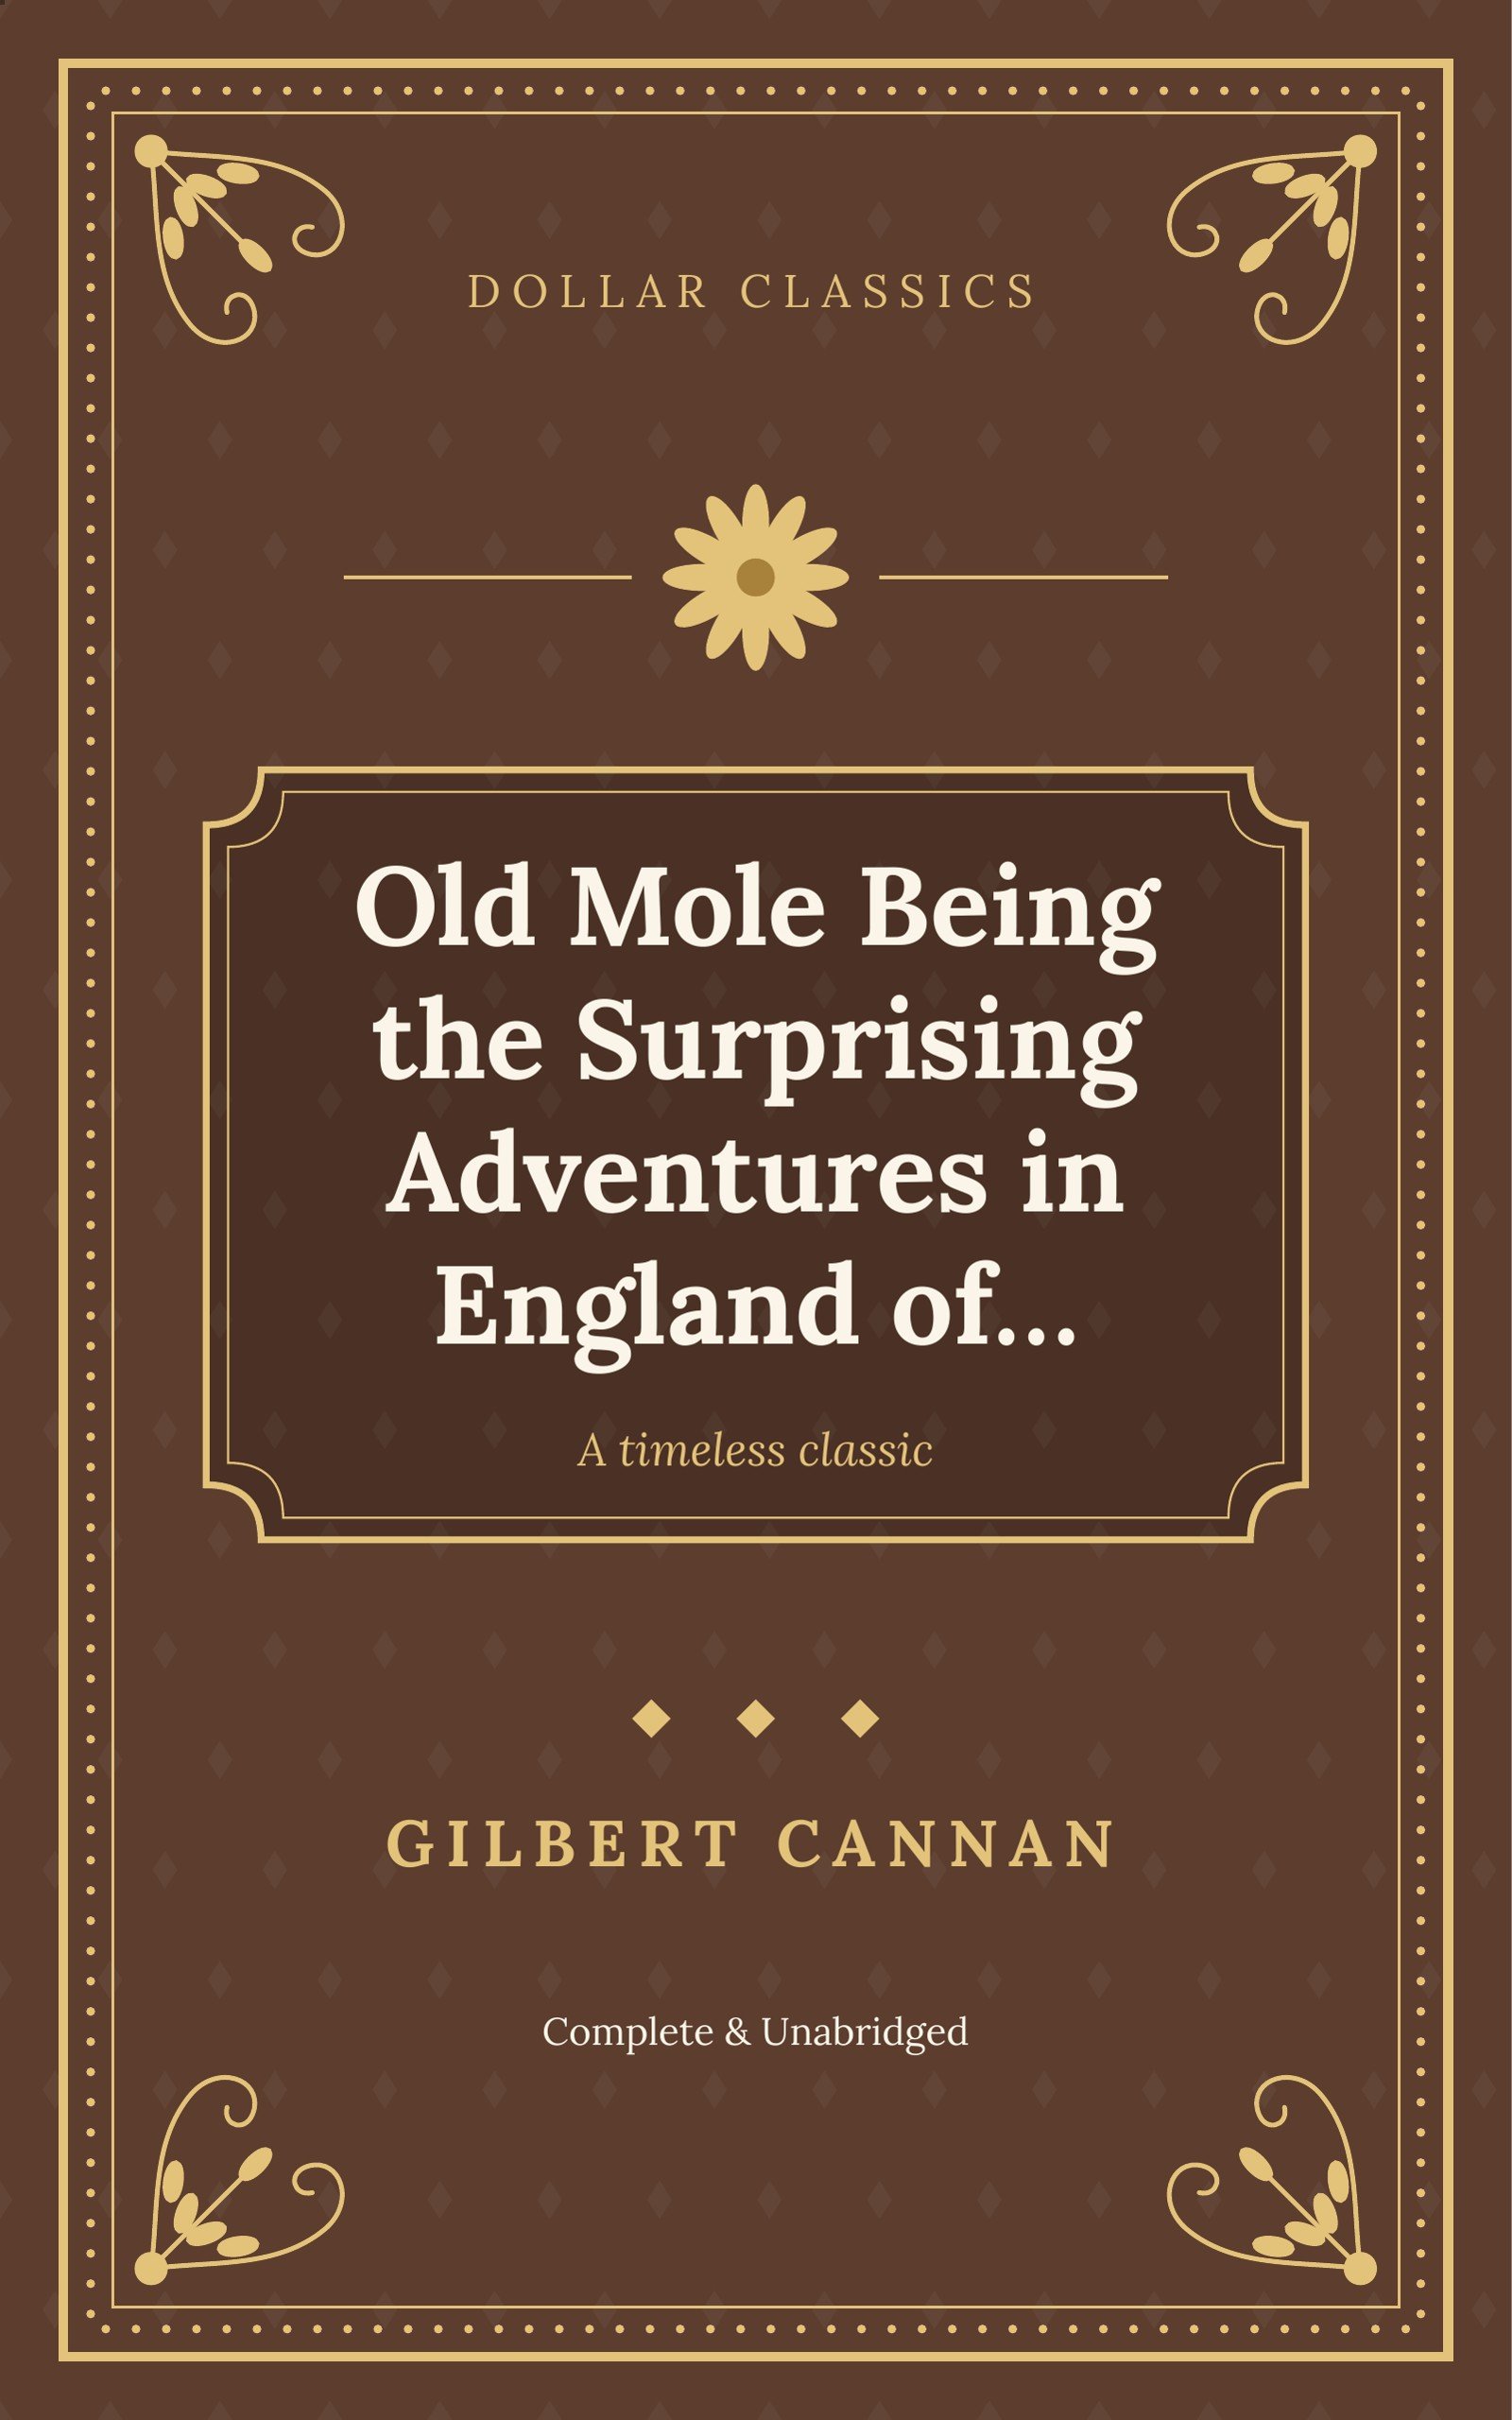 DOLLAR CLASSICS
Old Mole Being
the Surprising
Adventures in
England of...
A timeless classic
GILBERT CANNAN
Complete & Unabridged